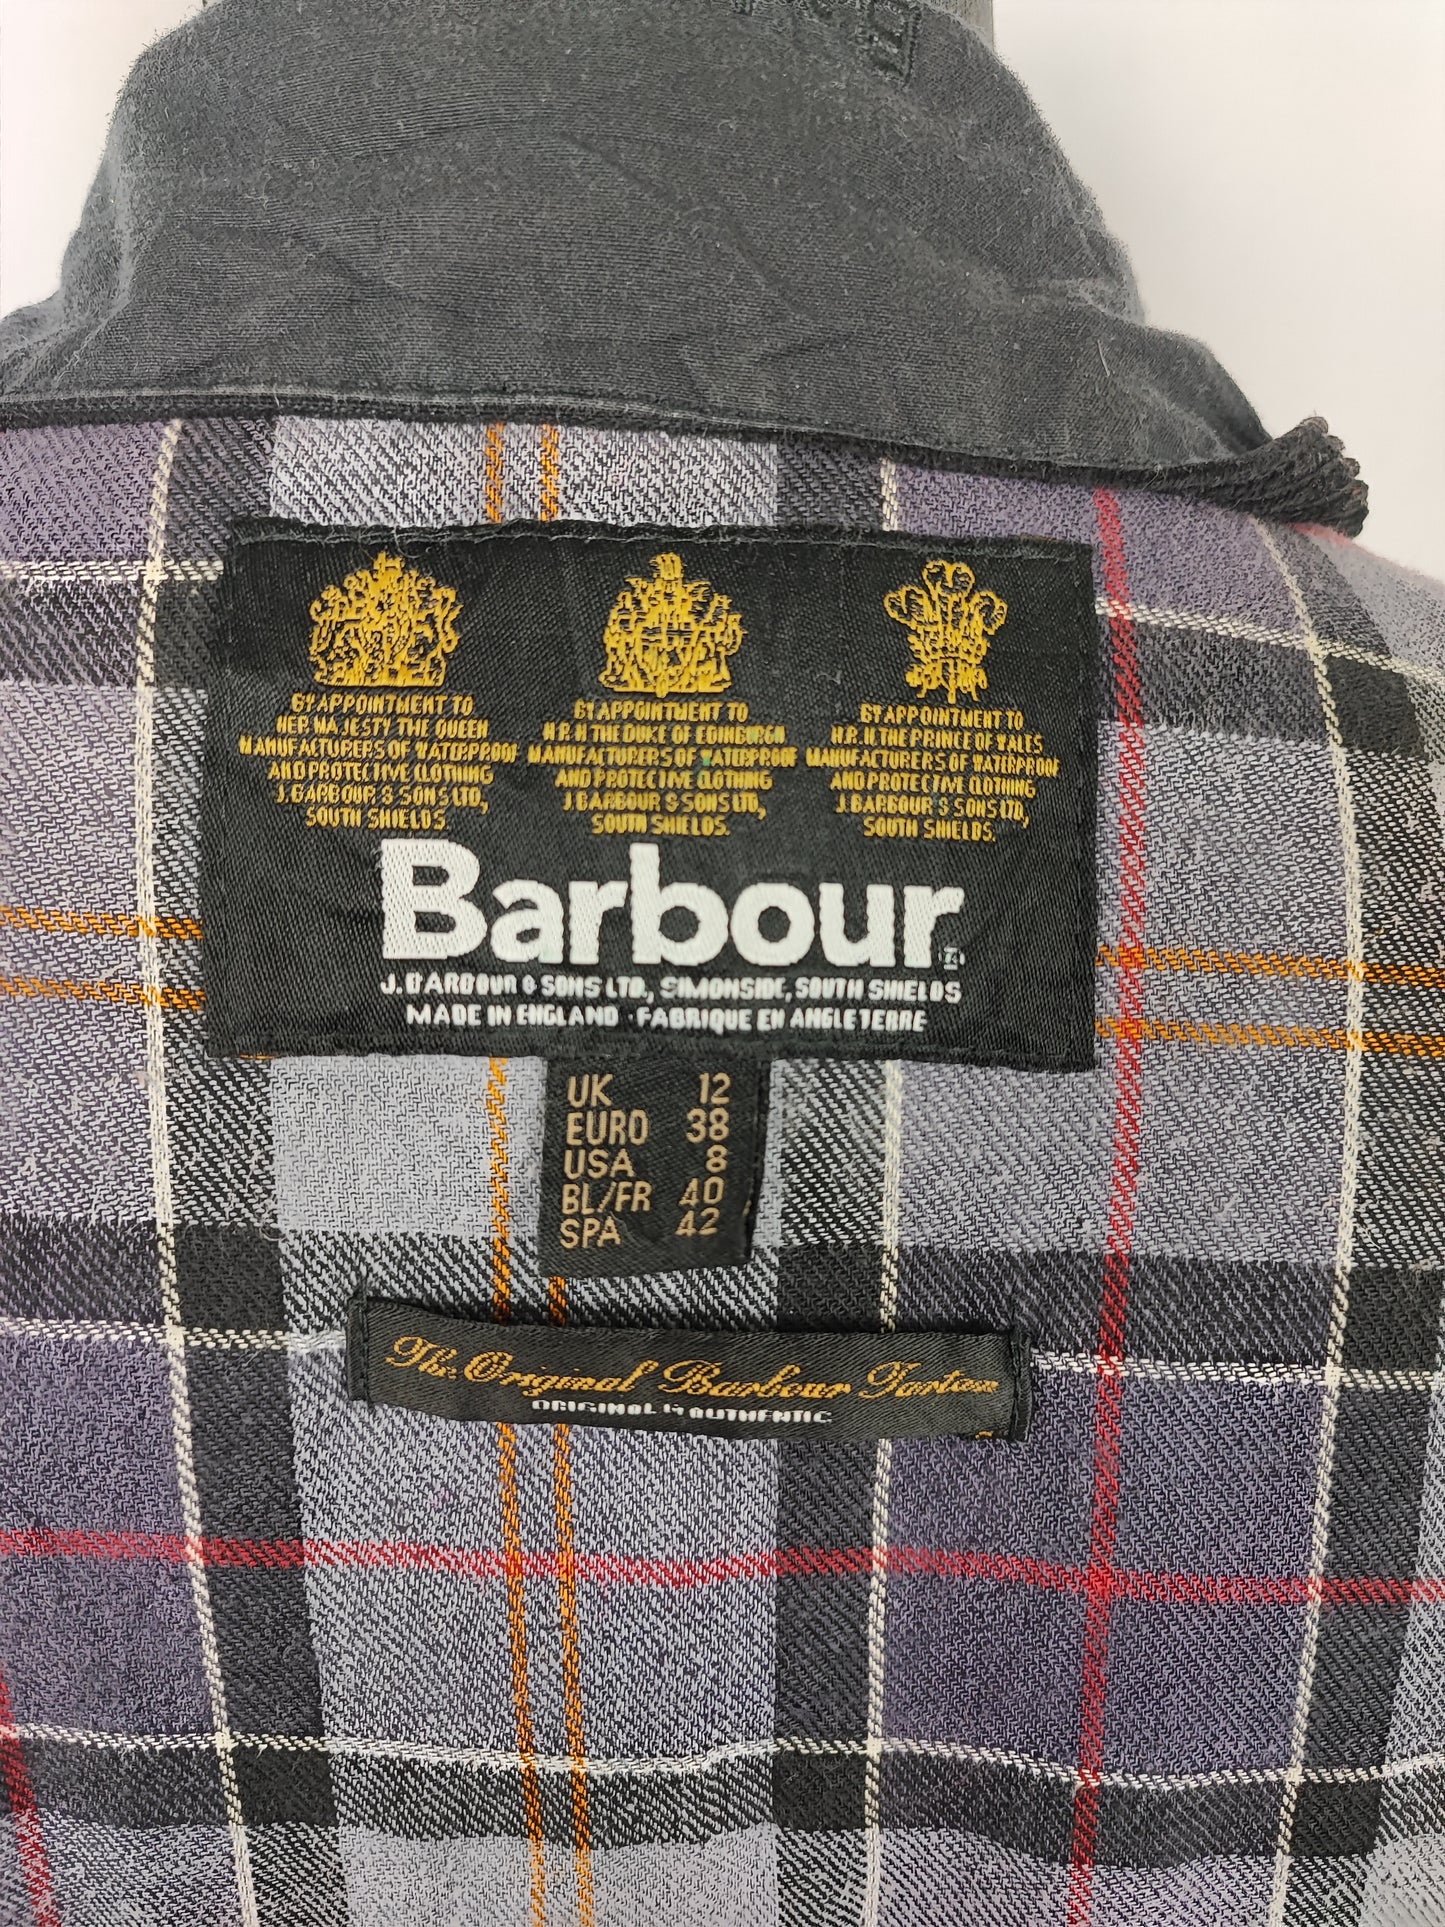 BY APPOINTMENT TO
HER MAJESTY THE QUEEN
MANUFACTURERS OF WATERPROOF
AND PROTECTIVE CLOTHING
J. BARBOUR & SONS LTD,
SOUTH SHIELDS.
BY APPOINTMENT TO
H.R.H THE DUKE OF EDINBURGH
MANUFACTURERS OF WATERPROOF
AND PROTECTIVE CLOTHING
J BARBOUR & SONS LTD,
SOUTH SHIELDS.
BY APPOINTMENT TO
H.R.H THE PRINCE OF WALES
MANUFACTURERS OF WATERPROOF
AND PROTECTIVE CLOTHING
J BARBOUR & SONS LTD,
SOUTH SHIELDS.
Barbour®
J. BARBOUR & SONS LTD., SIMONSIDE, SOUTH SHIELDS
MADE IN ENGLAND · FABRIQUE EN ANGLETERRE
UK 12
EURO 38
USA 8
BL/FR 40
SPA 42
The Original Barbour Tartan
ORIGINAL & AUTHENTIC